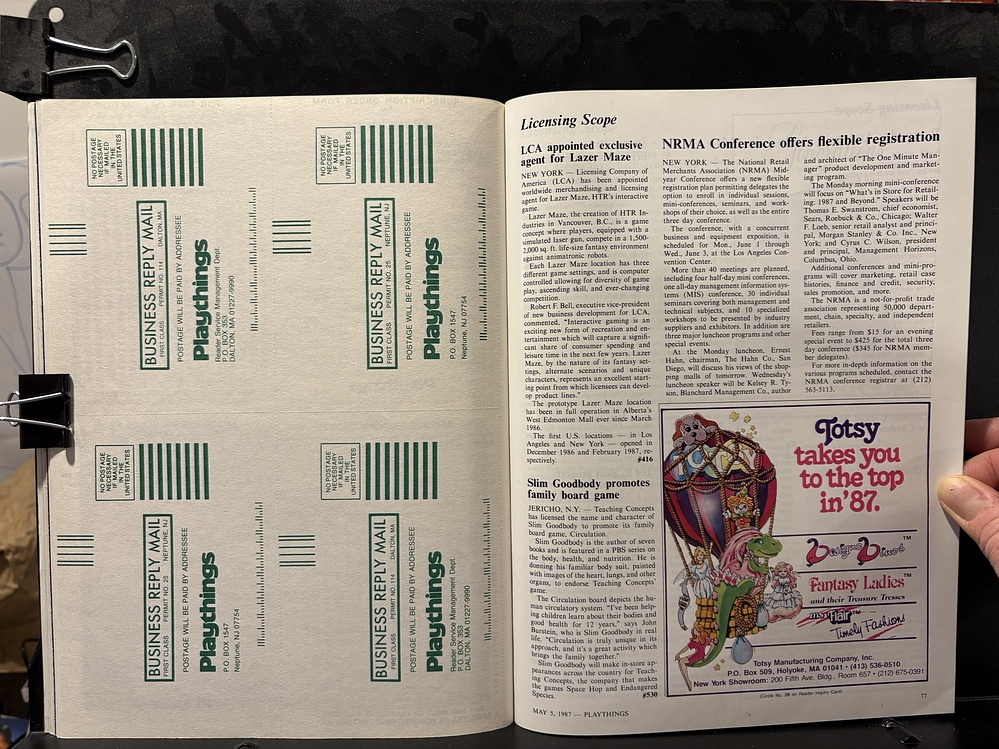 NO POSTAGE
NECESSARY
IF MAILED
IN THE
UNITED STATES
BUSINESS REPLY MAIL
FIRST CLASS PERMIT NO. 114 DALTON, MA
POSTAGE WILL BE PAID BY ADDRESSEE
Playthings
Reader Service Management Dept
P.O. BOX 353
DALTON, MA 01227-9990
NO POSTAGE
NECESSARY
IF MAILED
IN THE
UNITED STATES
BUSINESS REPLY MAIL
FIRST CLASS PERMIT NO. 25 NEPTUNE, NJ
POSTAGE WILL BE PAID BY ADDRESSEE
Playthings
P.O. BOX 1547.
Neptune, NJ 07754
NO POSTAGE
NECESSARY
IF MAILED
IN THE
UNITED STATES
BUSINESS REPLY MAIL
FIRST CLASS PERMIT NO. 25 NEPTUNE, NJ
POSTAGE WILL BE PAID BY ADDRESSEE
Playthings
P.O. BOX 1547
Neptune, NJ 07754
NO POSTAGE
NECESSARY
IF MAILED
IN THE
UNITED STATES
BUSINESS REPLY MAIL
FIRST CLASS PERMIT NO. 114 DALTON, MA
POSTAGE WILL BE PAID BY ADDRESSEE
Playthings
Reader Service Management Dept
P.O. BOX 353
DALTON, MA 01227-9990
Licensing Scope
LCA appointed exclusive
agent for Lazer Maze
NEW YORK — Licensing Company of
America (LCA) has been appointed
worldwide merchandising and licensing
agent for Lazer Maze, HTR's interactive
game.
Lazer Maze, the creation of HTR In-
dustries in Vancouver, B.C., is a game
concept where players, equipped with a
simulated laser gun, compete in a 1,500-
2,000 sq. ft. life-size fantasy environment
against animatronic robots.
Each Lazer Maze location has three
different game settings, and is computer
controlled allowing for diversity of game
play, ascending skill, and ever-changing
competition.
Robert F. Bell, executive vice-president
of new business development for LCA,
commented, "Interactive gaming is an
exciting new form of recreation and en-
tertainment which will capture a signifi-
cant share of consumer spending and
leisure time in the next few years. Lazer
Maze, by the nature of its fantasy set-
tings, alternate scenarios and unique
characters, represents an excellent start-
ing point from which licensees can devel-
op product lines."
The prototype Lazer Maze location
has been in full operation in Alberta's
West Edmonton Mall ever since March
1986.
The first U.S. locations — in Los
Angeles and New York — opened in
December 1986 and February 1987, re-
spectively. #416
Slim Goodbody promotes
family board game
JERICHO, N.Y. — Teaching Concepts
has licensed the name and character of
Slim Goodbody to promote its family
board game, Circulation.
Slim Goodbody is the author of seven
books and is featured in a PBS series on
the body, health, and nutrition. He is
donning his familiar body suit, painted
with images of the heart, lungs, and other
organs, to endorse Teaching Concepts'
game.
The Circulation board depicts the hu-
man circulatory system. "I've been help-
ing children learn about their bodies and
good health for 12 years," says John
Burstein, who is Slim Goodbody in real
life. "Circulation is truly unique in its
approach, and it's a great activity which
brings the family together."
Slim Goodbody will make in-store ap-
pearances across the country for Teach-
ing Concepts, the company that makes
the games Space Hop and Endangered
Species. #530
NRMA Conference offers flexible registration
NEW YORK — The National Retail
Merchants Association (NRMA) Mid-
year Conference offers a new flexible
registration plan permitting delegates the
option to enroll in individual sessions,
mini-conferences, seminars, and work-
shops of their choice, as well as the entire
three day conference.
The conference, with a concurrent
business and equipment exposition, is
scheduled for Mon., June 1 through
Wed., June 3, at the Los Angeles Con-
vention Center.
More than 40 meetings are planned,
including four half-day mini-conferences,
one all-day management information sys-
tems (MIS) conference, 30 individual
seminars covering both management and
technical subjects, and 10 specialized
workshops to be presented by industry
suppliers and exhibitors. In addition are
three major luncheon programs and other
special events.
At the Monday luncheon, Ernest
Hahn, chairman, The Hahn Co., San
Diego, will discuss his views of the shop-
ping malls of tomorrow. Wednesday's
luncheon speaker will be Kelsey R. Ty-
son, Blanchard Management Co., author
and architect of "The One Minute Man-
ager" product development and market-
ing program.
The Monday morning mini-conference
will focus on "What's in Store for Retail-
ing: 1987 and Beyond." Speakers will be
Thomas E. Swanstrom, chief economist,
Sears, Roebuck & Co., Chicago; Walter
F. Loeb, senior retail analyst and princi-
pal, Morgan Stanley & Co. Inc., New
York; and Cyrus C. Wilson, president
and principal, Management Horizons,
Columbus, Ohio.
Additional conferences and mini-pro-
grams will cover marketing, retail case
histories, finance and credit, security,
sales promotion, and more.
The NRMA is a not-for-profit trade
association representing 50,000 depart-
ment, chain, specialty, and independent
retailers.
Fees range from $15 for an evening
special event to $425 for the total three
day conference ($345 for NRMA mem-
ber delegates).
For more in-depth information on the
various programs scheduled, contact the
NRMA conference registrar at (212)
563-5113.
Totsy
takes you
to the top
in '87.
Designs Dinos™
Fantasy Ladies™
and their Treasure Tresses
Flair™
Timely Fashions
Totsy Manufacturing Company, Inc.
P.O. Box 509, Holyoke, MA 01041 • (413) 536-0510
New York Showroom: 200 Fifth Ave. Bldg., Room 657 • (212) 675-0391
(Circle No. 38 on Reader Inquiry Card)
MAY 5, 1987 — PLAYTHINGS
77